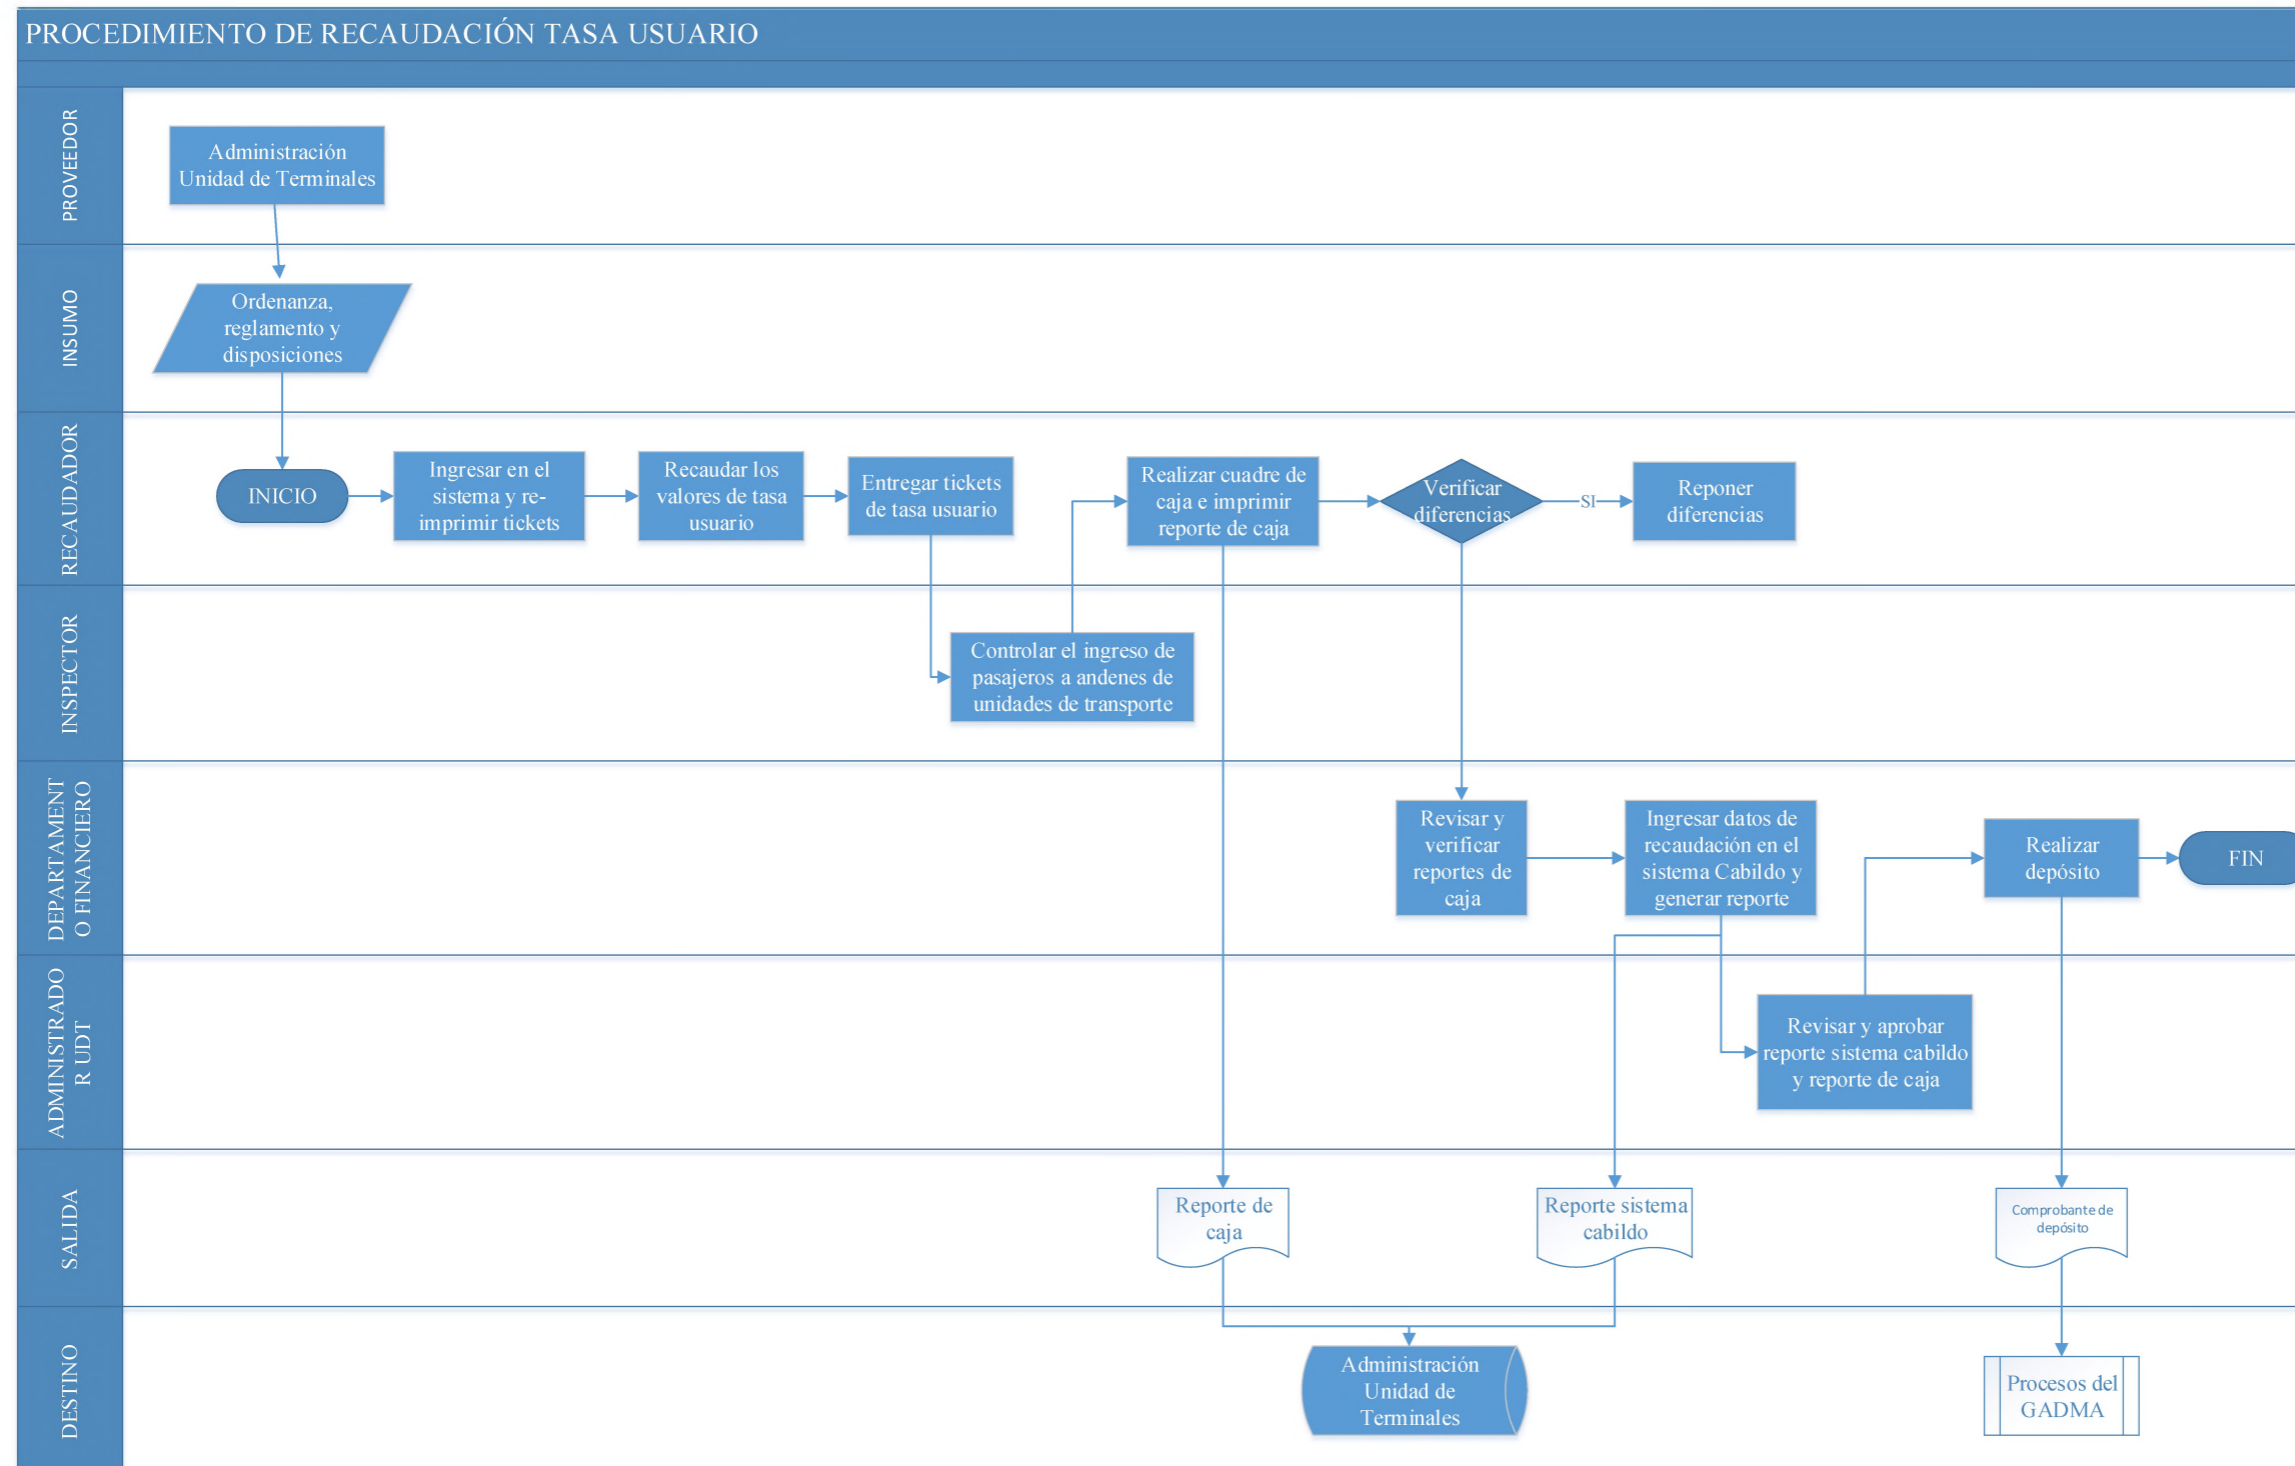 PROCEDIMIENTO DE RECAUDACIÓN TASA USUARIO
PROVEEDOR
Administración
Unidad de Terminales
INSUMO
Ordenanza,
reglamento y
disposiciones
RECAUDADOR
INICIO
Ingresar en el
sistema y re-
imprimir tickets
Recaudar los
valores de tasa
usuario
Entregar tickets
de tasa usuario
Realizar cuadre de
caja e imprimir
reporte de caja
Verificar
diferencias
SI
Reponer
diferencias
INSPECTOR
Controlar el ingreso de
pasajeros a andenes de
unidades de transporte
DEPARTAMENT
O FINANCIERO
Revisar y
verificar
reportes de
caja
Ingresar datos de
recaudación en el
sistema Cabildo y
generar reporte
Realizar
depósito
FIN
ADMINISTRADO
R UDT
Revisar y aprobar
reporte sistema cabildo
y reporte de caja
SALIDA
Reporte de
caja
Reporte sistema
cabildo
Comprobante de
depósito
DESTINO
Administración
Unidad de
Terminales
Procesos del
GADMA